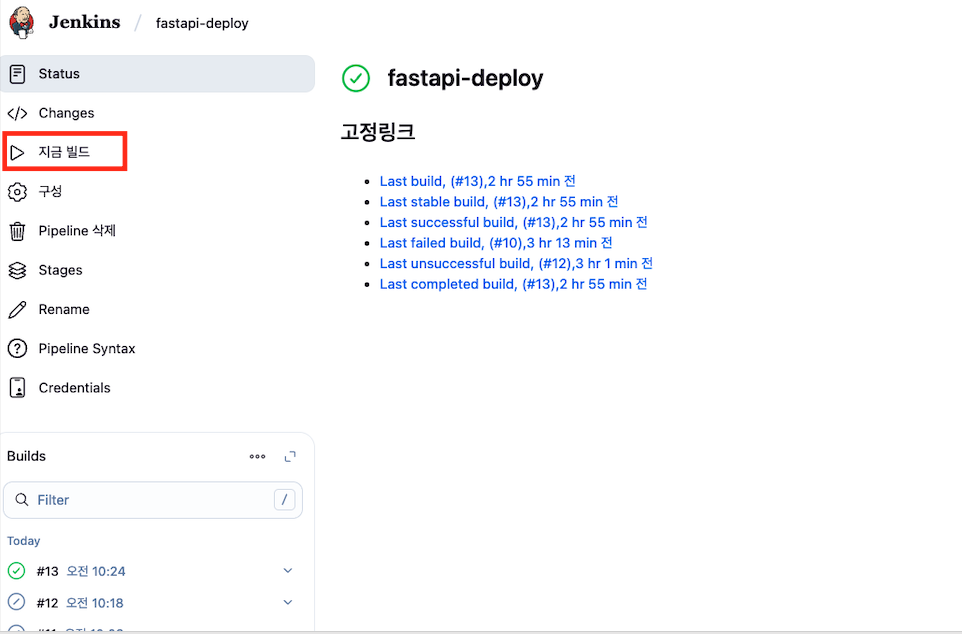 Jenkins / fastapi-deploy
Status
Changes
지금 빌드
구성
Pipeline 삭제
Stages
Rename
Pipeline Syntax
Credentials
Builds
Filter /
Today
#13 오전 10:24
#12 오전 10:18
fastapi-deploy
고정링크
Last build, (#13),2 hr 55 min 전
Last stable build, (#13),2 hr 55 min 전
Last successful build, (#13),2 hr 55 min 전
Last failed build, (#10),3 hr 13 min 전
Last unsuccessful build, (#12),3 hr 1 min 전
Last completed build, (#13),2 hr 55 min 전